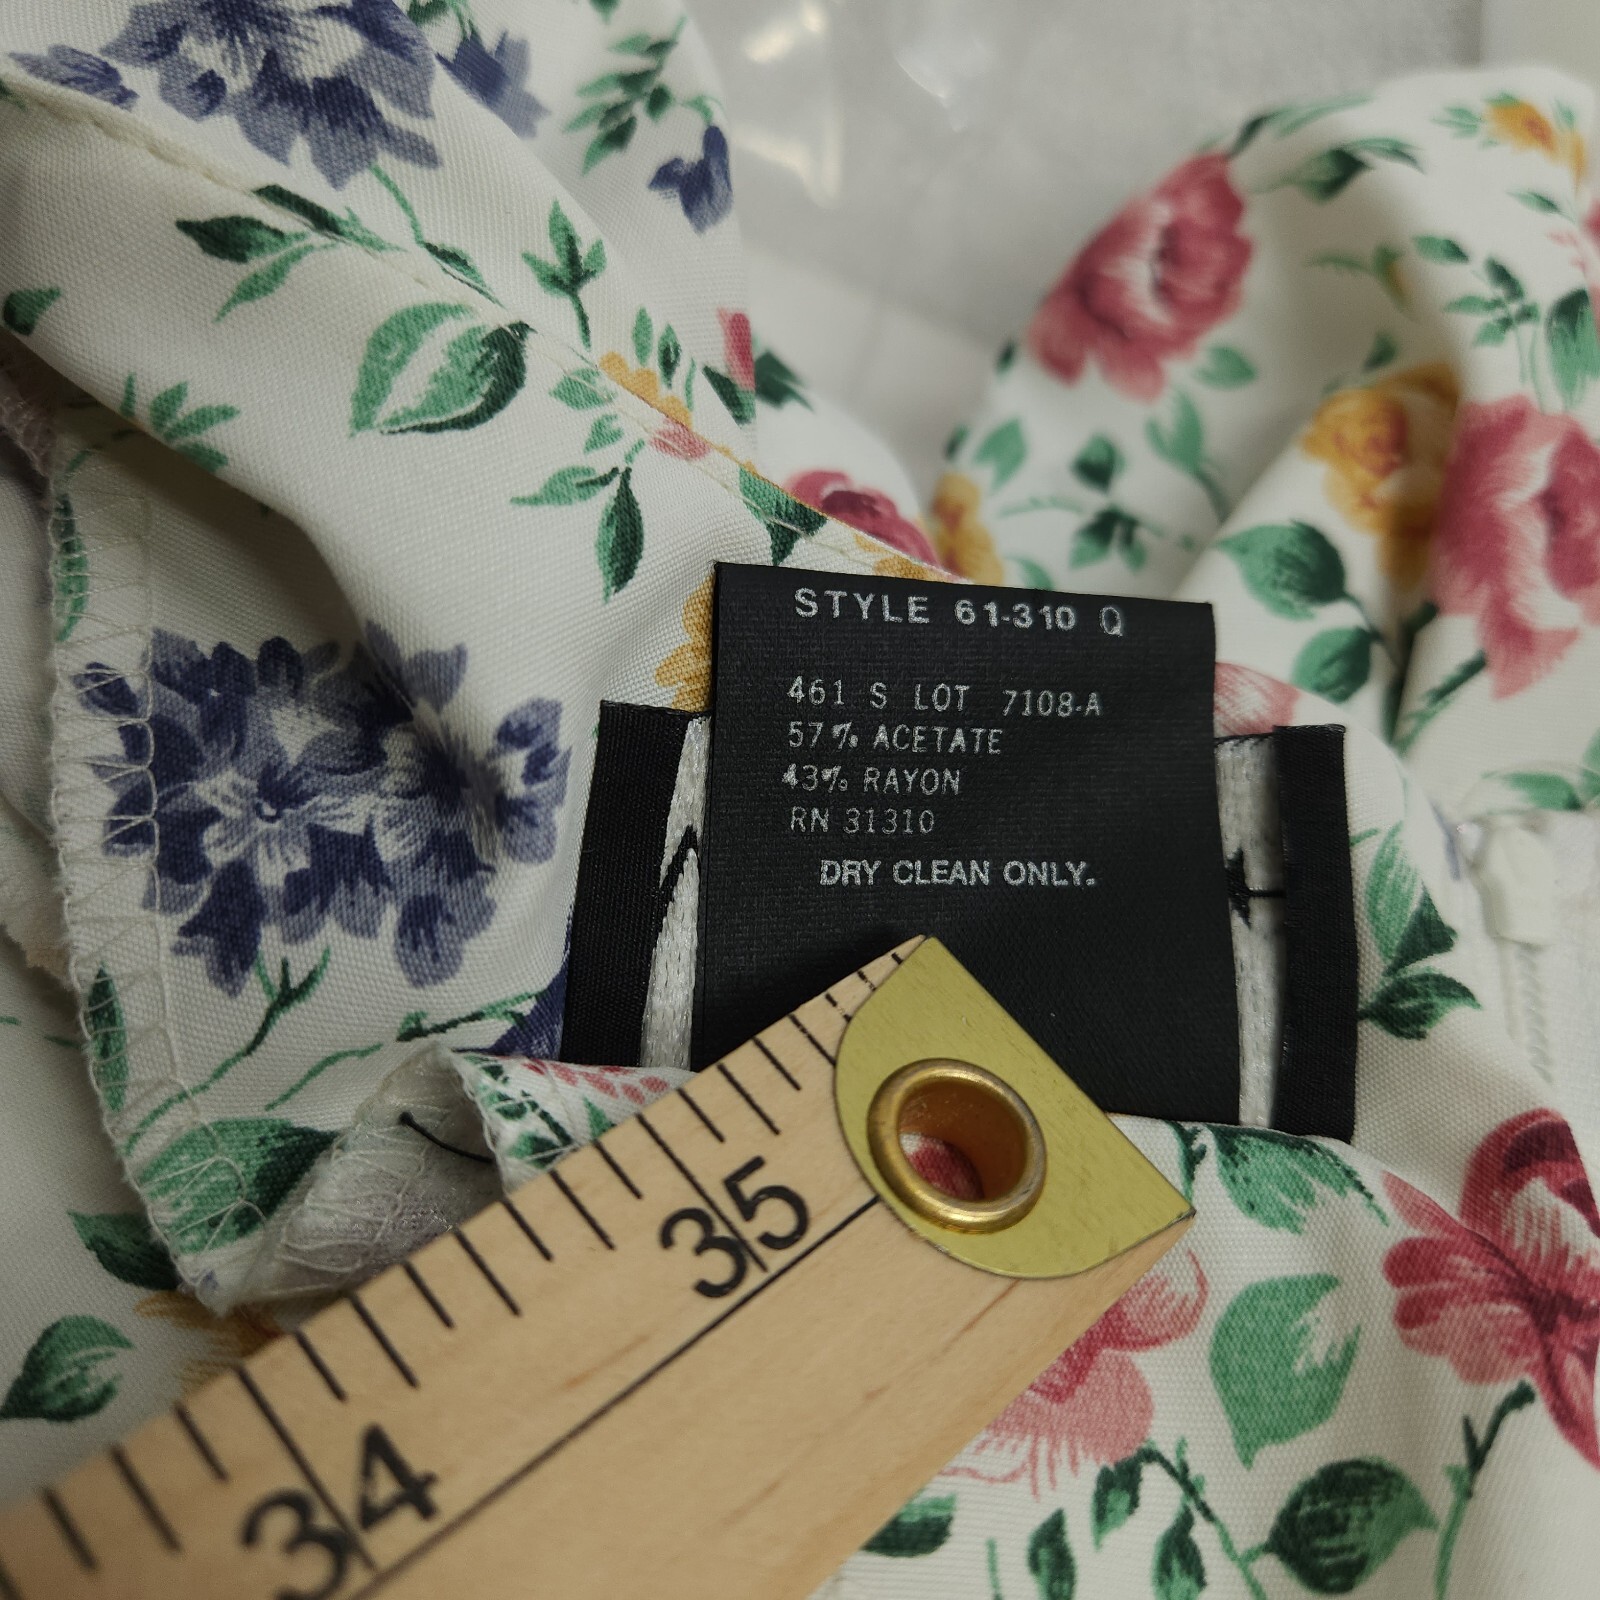 STYLE 61-310 Q
461 S LOT 7108-A
57% ACETATE
43% RAYON
RN 31310
DRY CLEAN ONLY.
35
34